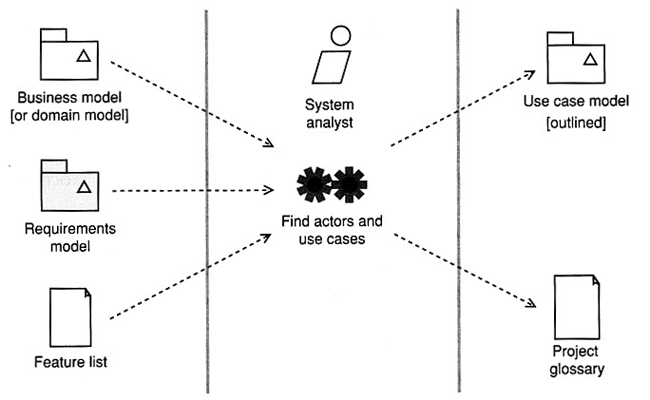 Business model
[or domain model]
Requirements
model
Feature list
System
analyst
Find actors and
use cases
Use case model
[outlined]
Project
glossary